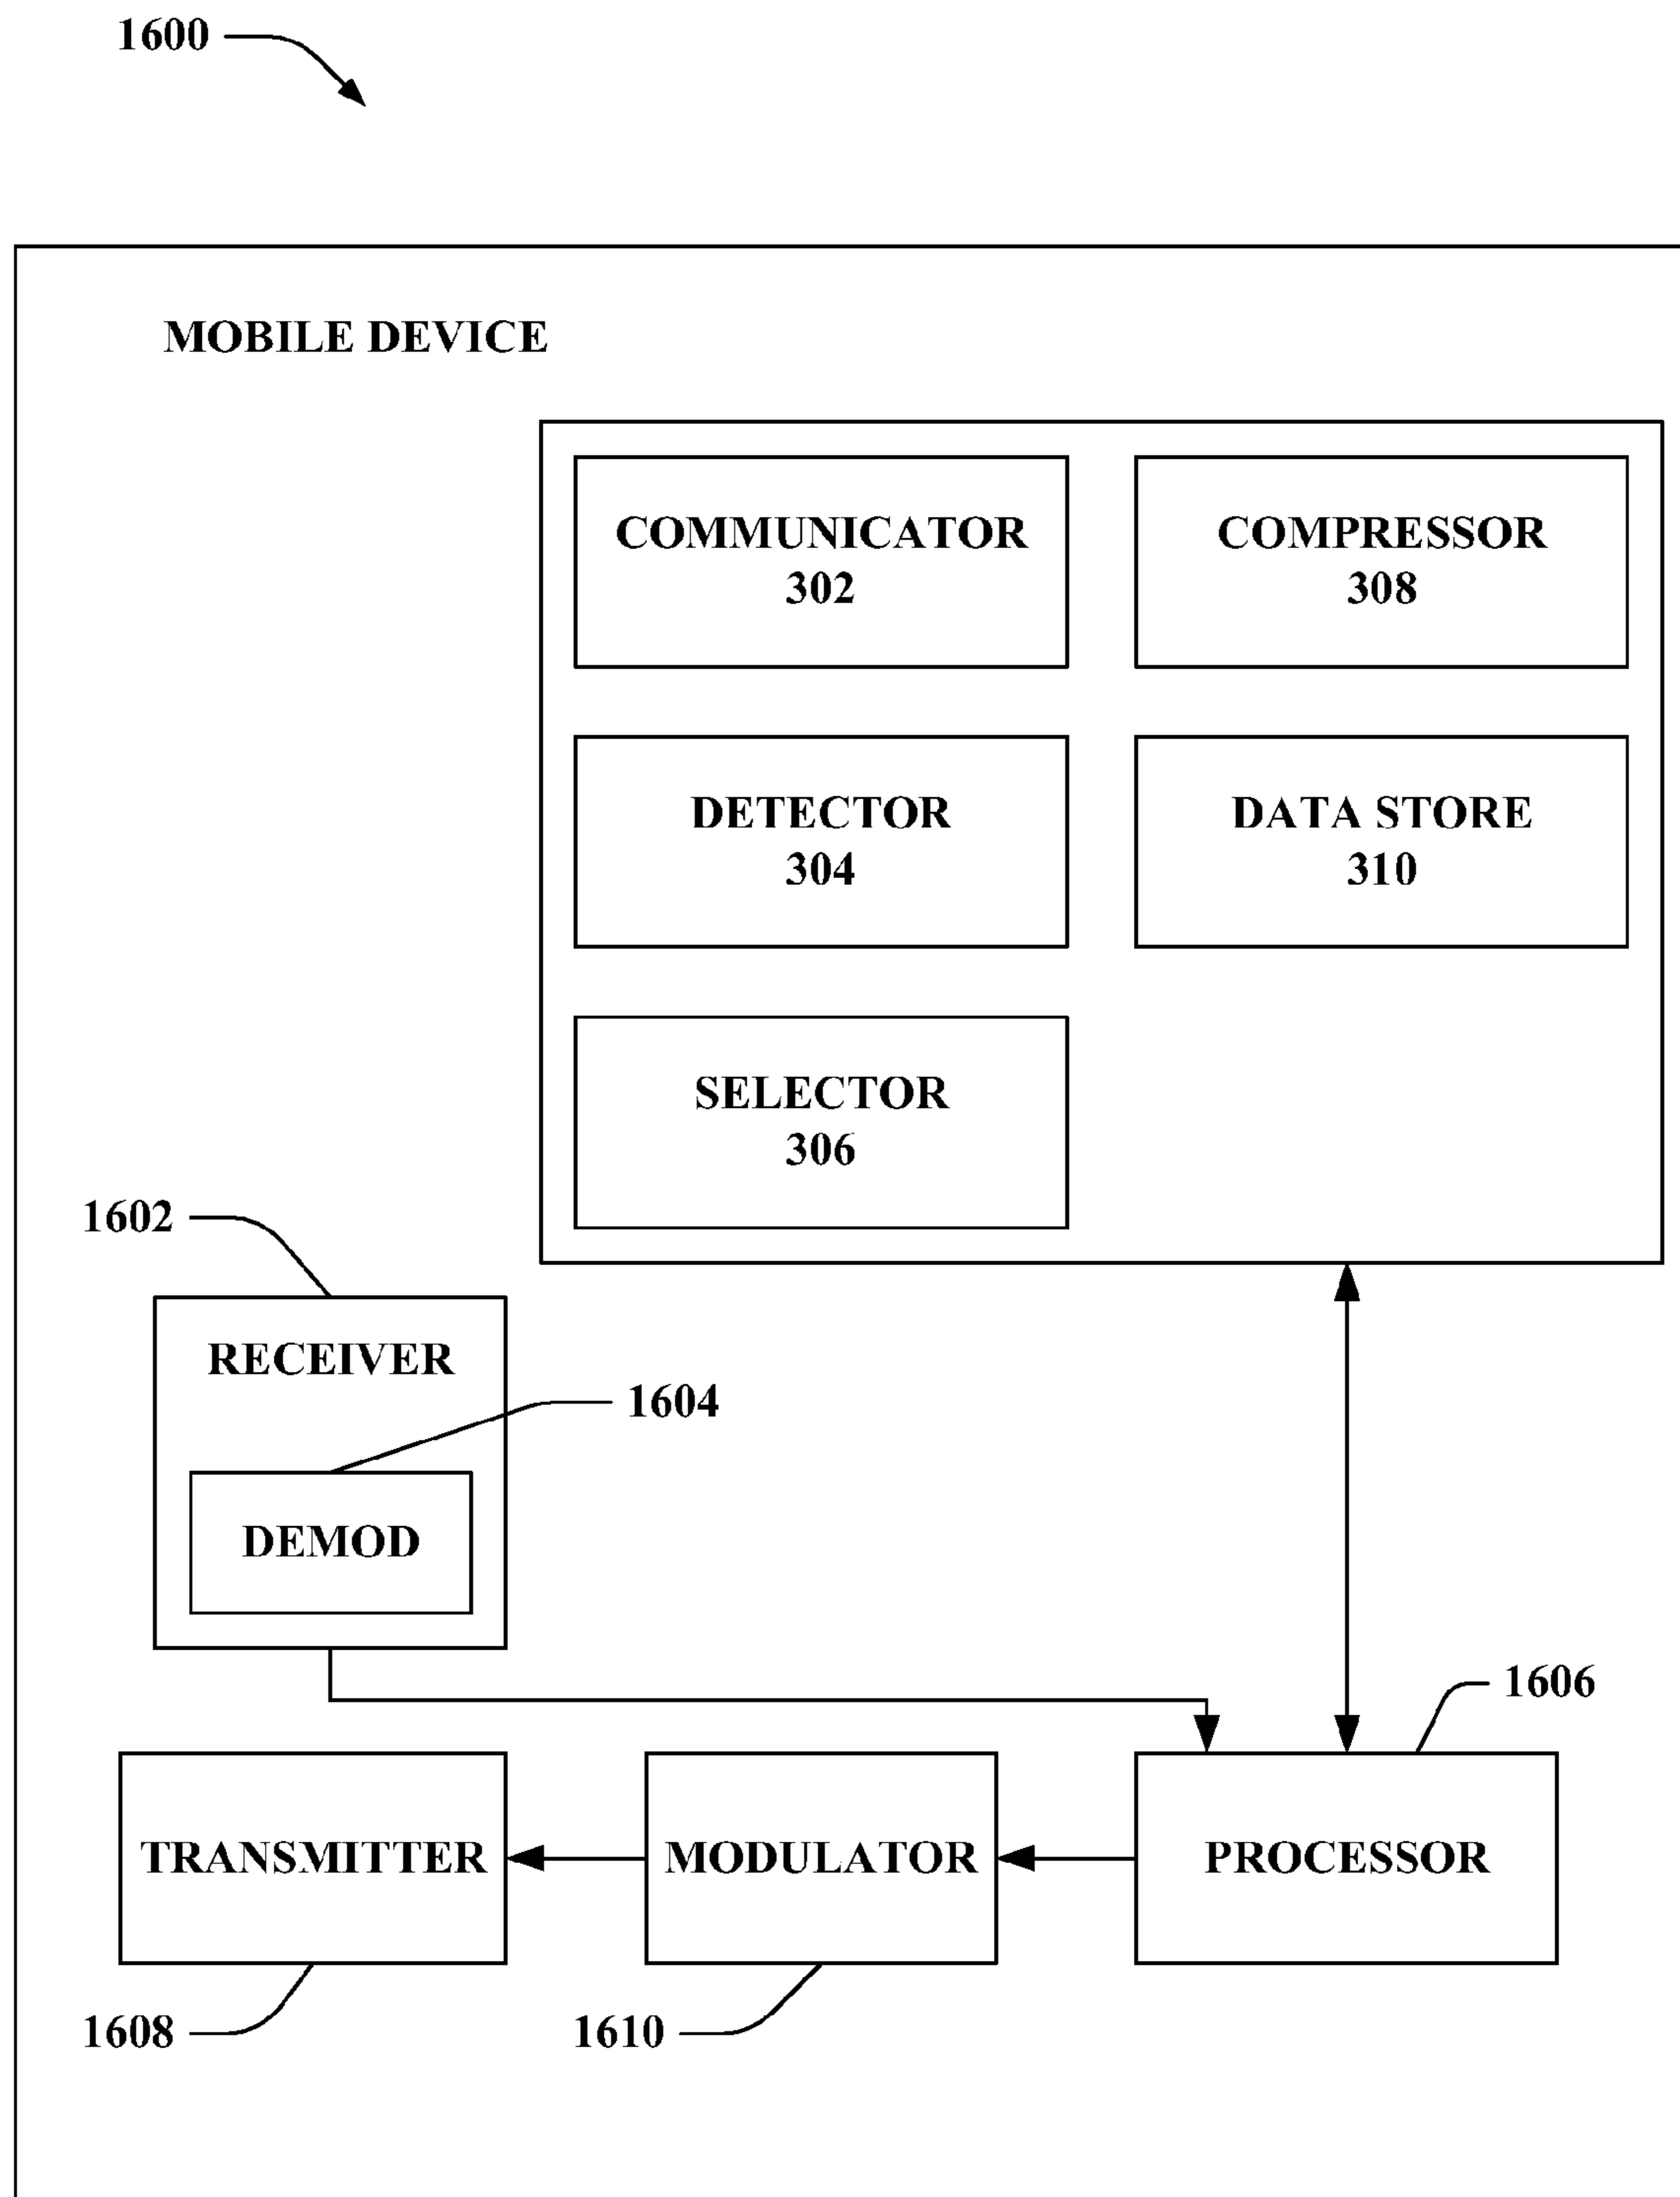 1600
MOBILE DEVICE
COMMUNICATOR
302
COMPRESSOR
308
DETECTOR
304
DATA STORE
310
SELECTOR
306
1602
RECEIVER
1604
DEMOD
1606
TRANSMITTER
MODULATOR
PROCESSOR
1608
1610